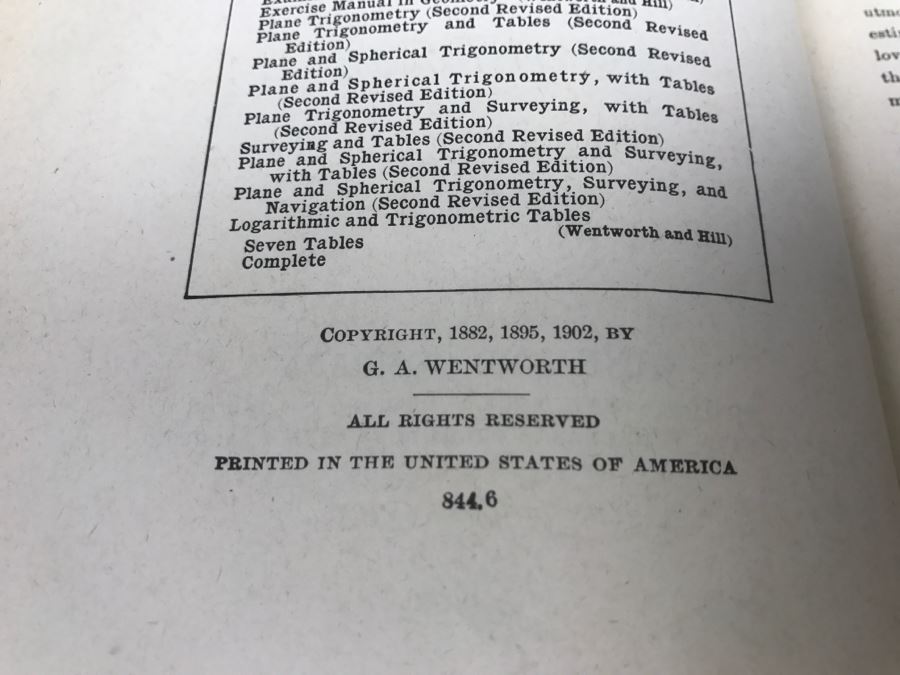 Exercise Manual in Geometry (Wentworth and Hill)
Plane Trigonometry (Second Revised Edition)
Plane Trigonometry and Tables (Second Revised
Edition)
Plane and Spherical Trigonometry (Second Revised
Edition)
Plane and Spherical Trigonometry, with Tables
(Second Revised Edition)
Plane Trigonometry and Surveying, with Tables
(Second Revised Edition)
Surveying and Tables (Second Revised Edition)
Plane and Spherical Trigonometry and Surveying,
with Tables (Second Revised Edition)
Plane and Spherical Trigonometry, Surveying, and
Navigation (Second Revised Edition)
Logarithmic and Trigonometric Tables
(Wentworth and Hill)
Seven Tables
Complete
COPYRIGHT, 1882, 1895, 1902, BY
G. A. WENTWORTH
ALL RIGHTS RESERVED
PRINTED IN THE UNITED STATES OF AMERICA
844.6